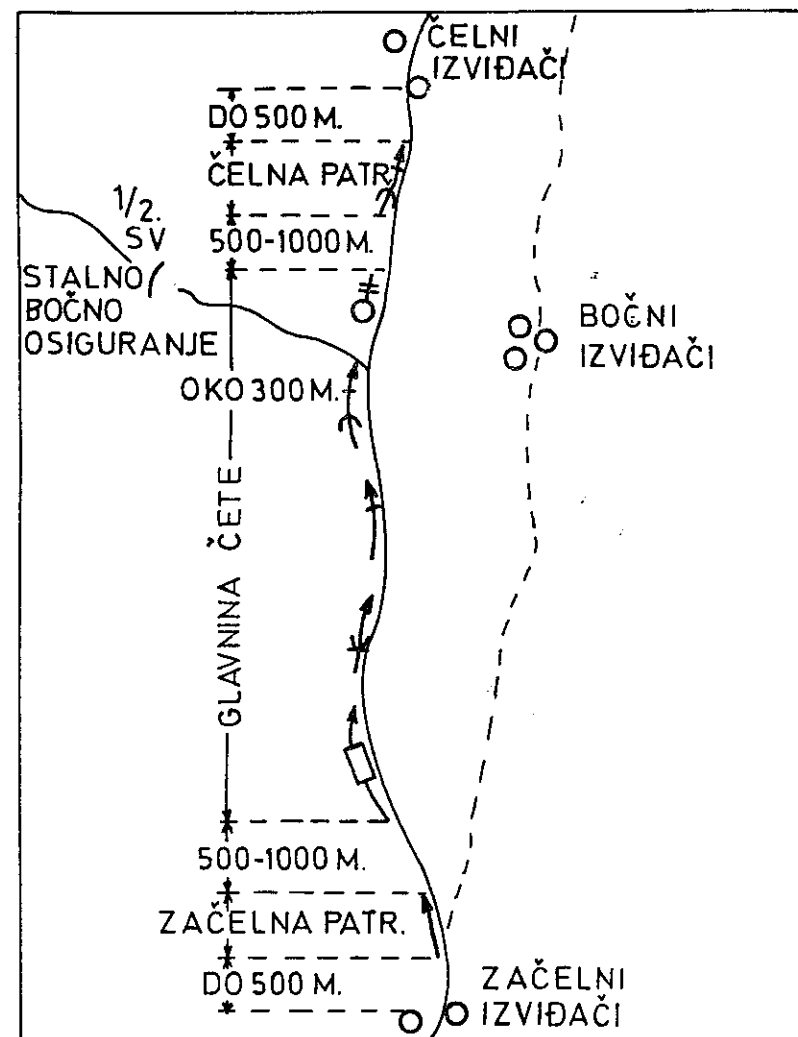 ČELNI
IZVIĐAČI
DO 500 M.
ČELNA PATR.
1/2.
SV
500-1000 M.
STALNO
BOČNO
OSIGURANJE
BOČNI
IZVIĐAČI
OKO 300 M.
GLAVNINA ČETE
500-1000 M.
ZAČELNA PATR.
DO 500 M.
ZAČELNI
IZVIĐAČI